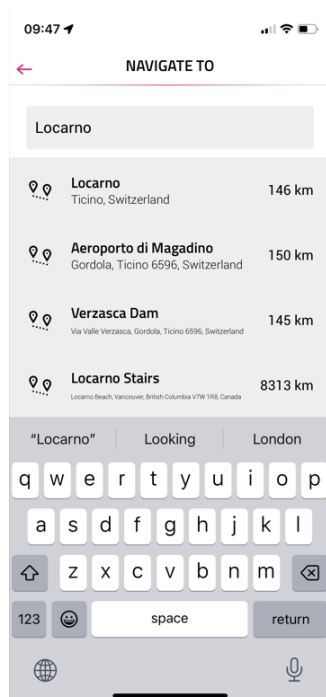 09:47
NAVIGATE TO
Locarno
Locarno
Ticino, Switzerland
146 km
Aeroporto di Magadino
Gordola, Ticino 6596, Switzerland
150 km
Verzasca Dam
Via Valle Verzasca, Gordola, Ticino 6596, Switzerland
145 km
Locarno Stairs
Locarno Beach, Vancouver, British Columbia V7W 1R8, Canada
8313 km
“Locarno” Looking London
q w e r t y u i o p
a s d f g h j k l
z x c v b n m
123 space return